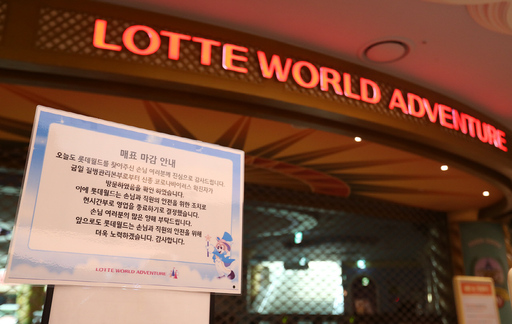 LOTTE WORLD ADVENTURE
매표 마감 안내
오늘도 롯데월드를 찾아주신 손님 여러분께 진심으로 감사드립니다.
금일 질병관리본부로부터 신종 코로나바이러스 확진자가
방문하였음을 확인 하였습니다.
이에 롯데월드는 손님과 직원의 안전을 위한 조치로
현시간부로 영업을 종료하기로 결정했습니다.
손님 여러분의 많은 양해 부탁드립니다.
앞으로도 롯데월드는 손님과 직원의 안전을 위해
더욱 노력하겠습니다. 감사합니다.
LOTTE WORLD ADVENTURE